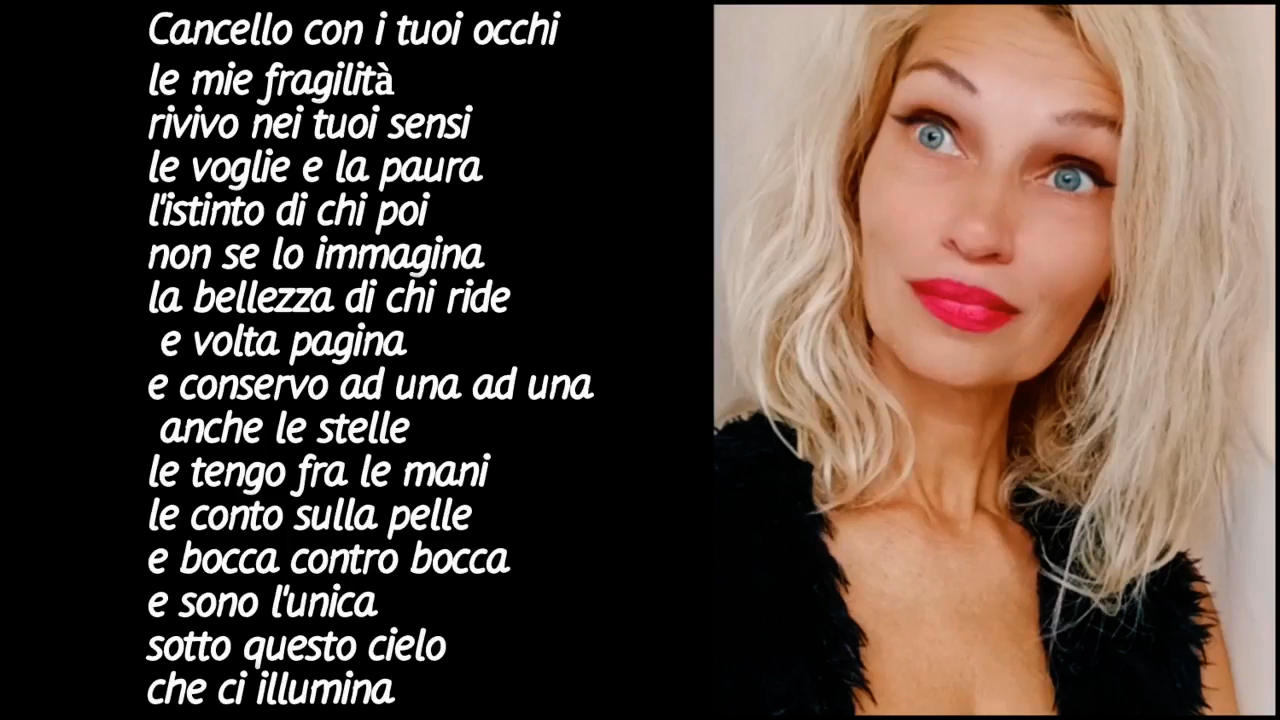 Cancello con i tuoi occhi
le mie fragilità
rivivo nei tuoi sensi
le voglie e la paura
l'istinto di chi poi
non se lo immagina
la bellezza di chi ride
e volta pagina
e conservo ad una ad una
anche le stelle
le tengo fra le mani
le conto sulla pelle
e bocca contro bocca
e sono l'unica
sotto questo cielo
che ci illumina